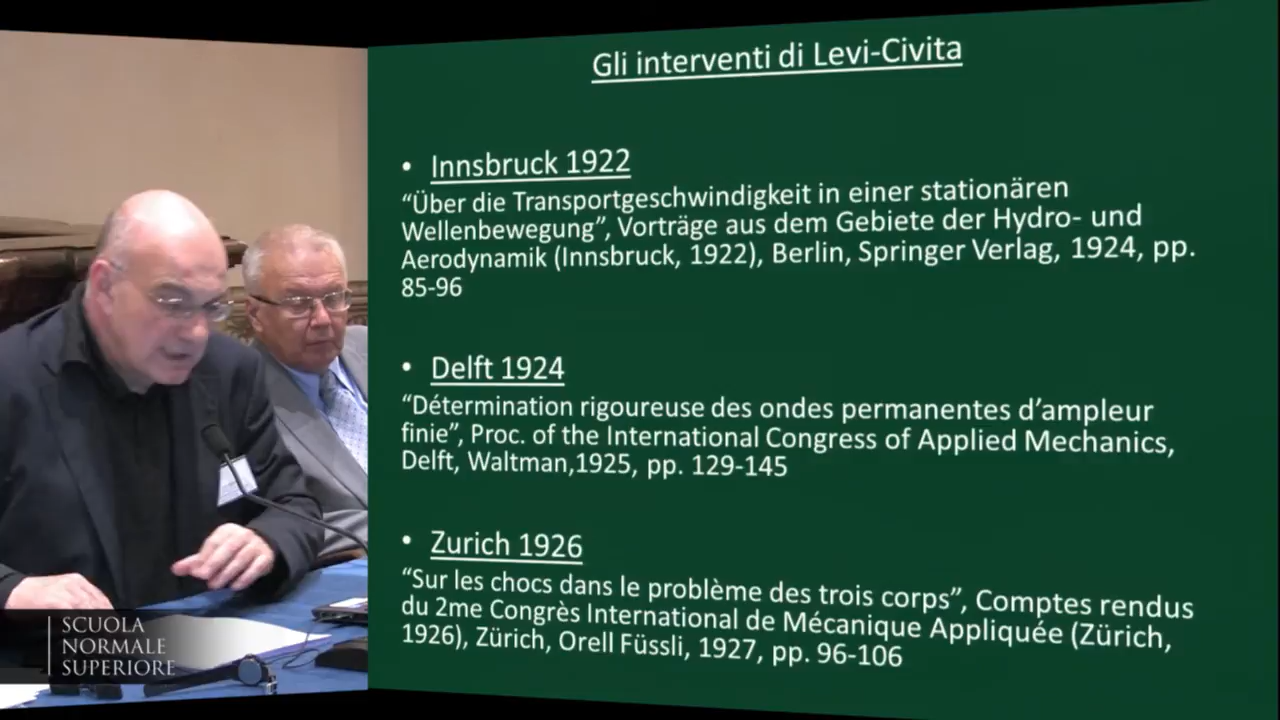 Gli interventi di Levi-Civita
• Innsbruck 1922
“Über die Transportgeschwindigkeit in einer stationären
Wellenbewegung”, Vorträge aus dem Gebiete der Hydro- und
Aerodynamik (Innsbruck, 1922), Berlin, Springer Verlag, 1924, pp.
85-96
• Delft 1924
“Détermination rigoureuse des ondes permanentes d’ampleur
finie”, Proc. of the International Congress of Applied Mechanics,
Delft, Waltman,1925, pp. 129-145
• Zurich 1926
“Sur les chocs dans le problème des trois corps”, Comptes rendus
du 2me Congrès International de Mécanique Appliquée (Zürich,
1926), Zürich, Orell Füssli, 1927, pp. 96-106
SCUOLA
NORMALE
SUPERIORE